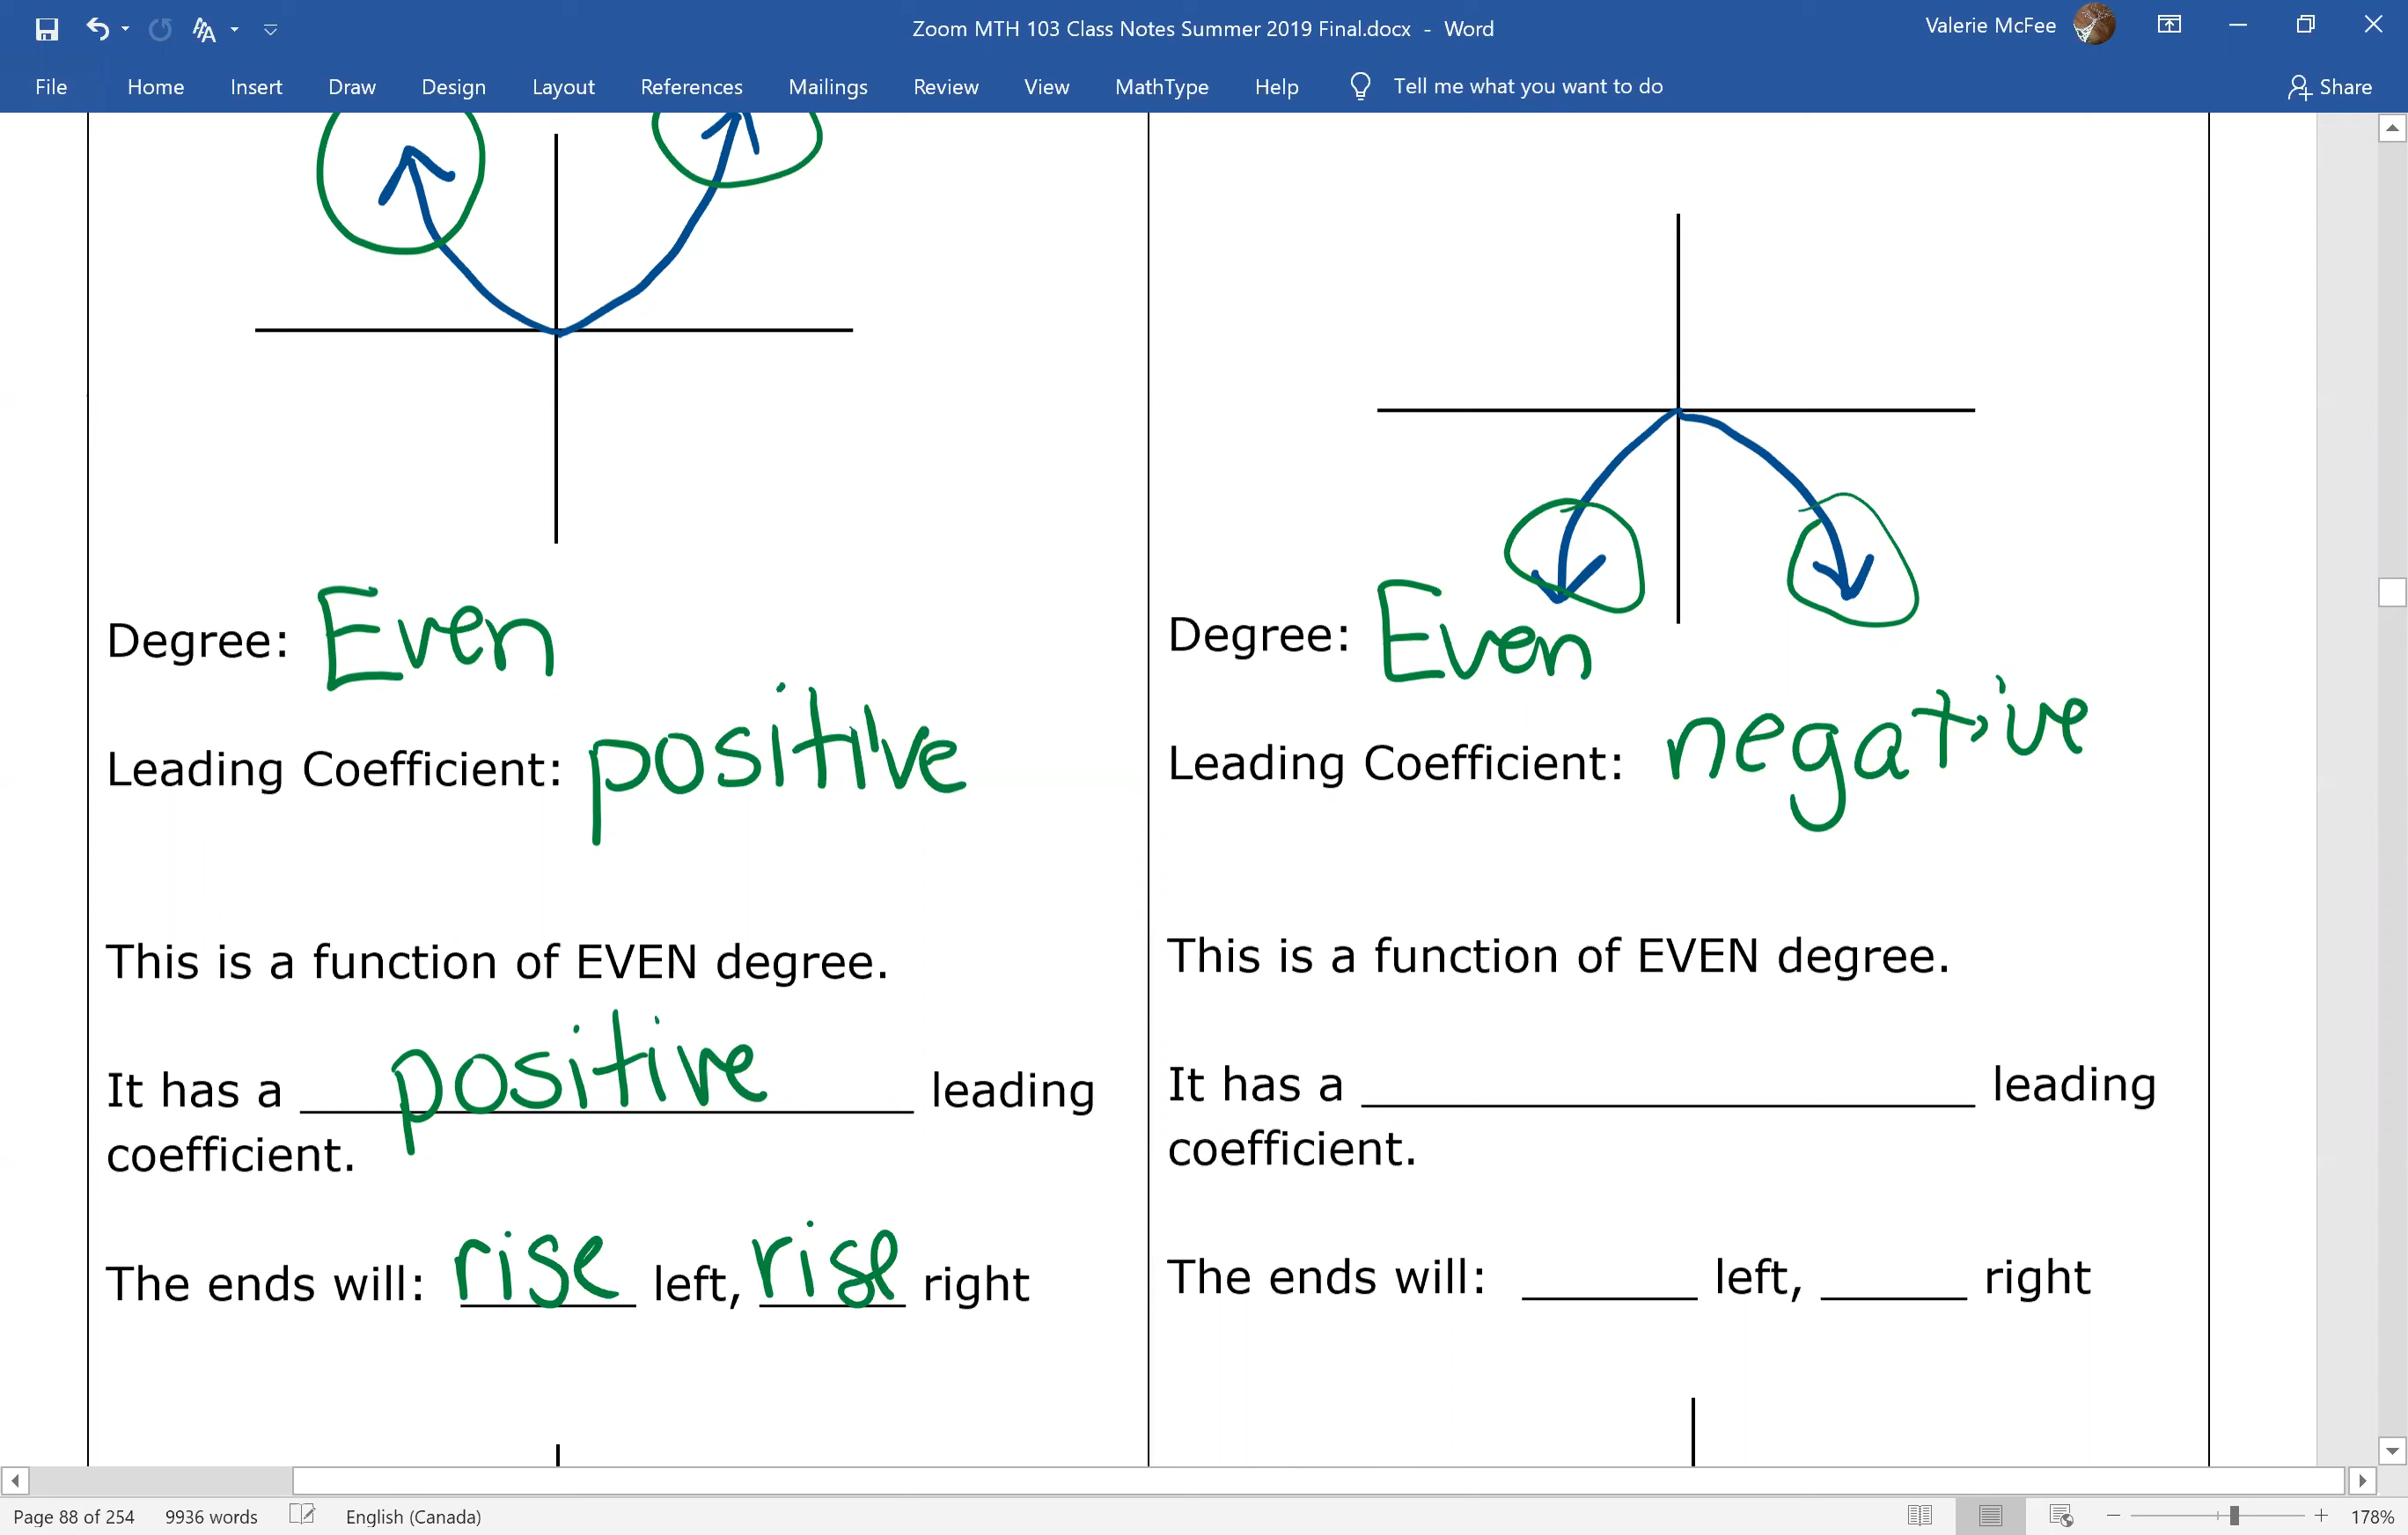 Zoom MTH 103 Class Notes Summer 2019 Final.docx - Word
Valerie McFee
File Home Insert Draw Design Layout References Mailings Review View MathType Help Tell me what you want to do Share
Degree: Even
Leading Coefficient: positive
This is a function of EVEN degree.
It has a positive leading
coefficient.
The ends will: rise left, rise right
Degree: Even
Leading Coefficient: negative
This is a function of EVEN degree.
It has a ____________________ leading
coefficient.
The ends will: ______ left, _____ right
Page 88 of 254 9936 words English (Canada) 178%